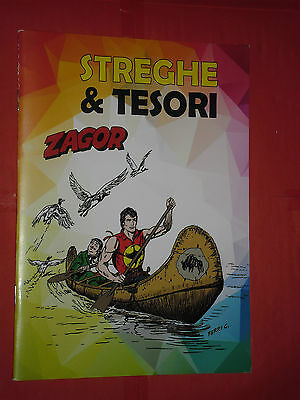 STREGHE
& TESORI
ZAGOR
FERRI G.